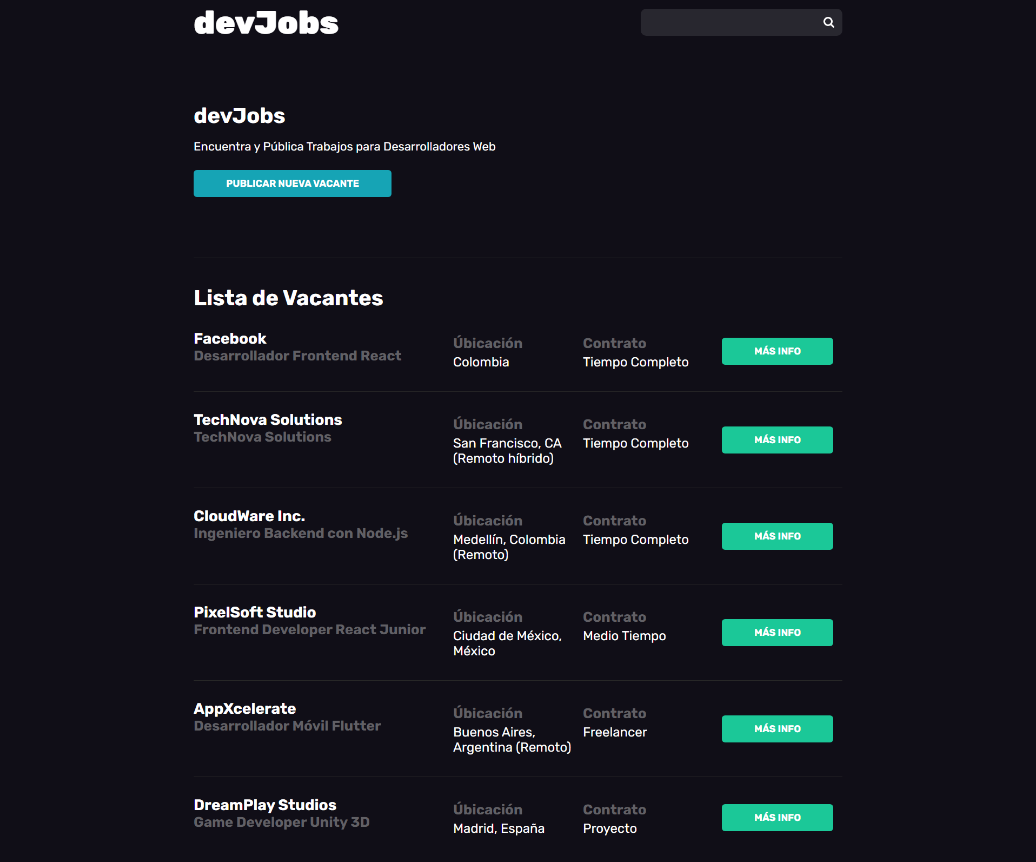 devJobs
devJobs
Encuentra y Pública Trabajos para Desarrolladores Web
PUBLICAR NUEVA VACANTE
Lista de Vacantes
Facebook
Desarrollador Frontend React
Úbicación
Colombia
Contrato
Tiempo Completo
MÁS INFO
TechNova Solutions
TechNova Solutions
Úbicación
San Francisco, CA
(Remoto híbrido)
Contrato
Tiempo Completo
MÁS INFO
CloudWare Inc.
Ingeniero Backend con Node.js
Úbicación
Medellín, Colombia
(Remoto)
Contrato
Tiempo Completo
MÁS INFO
PixelSoft Studio
Frontend Developer React Junior
Úbicación
Ciudad de México,
México
Contrato
Medio Tiempo
MÁS INFO
AppXcelerate
Desarrollador Móvil Flutter
Úbicación
Buenos Aires,
Argentina (Remoto)
Contrato
Freelancer
MÁS INFO
DreamPlay Studios
Game Developer Unity 3D
Úbicación
Madrid, España
Contrato
Proyecto
MÁS INFO